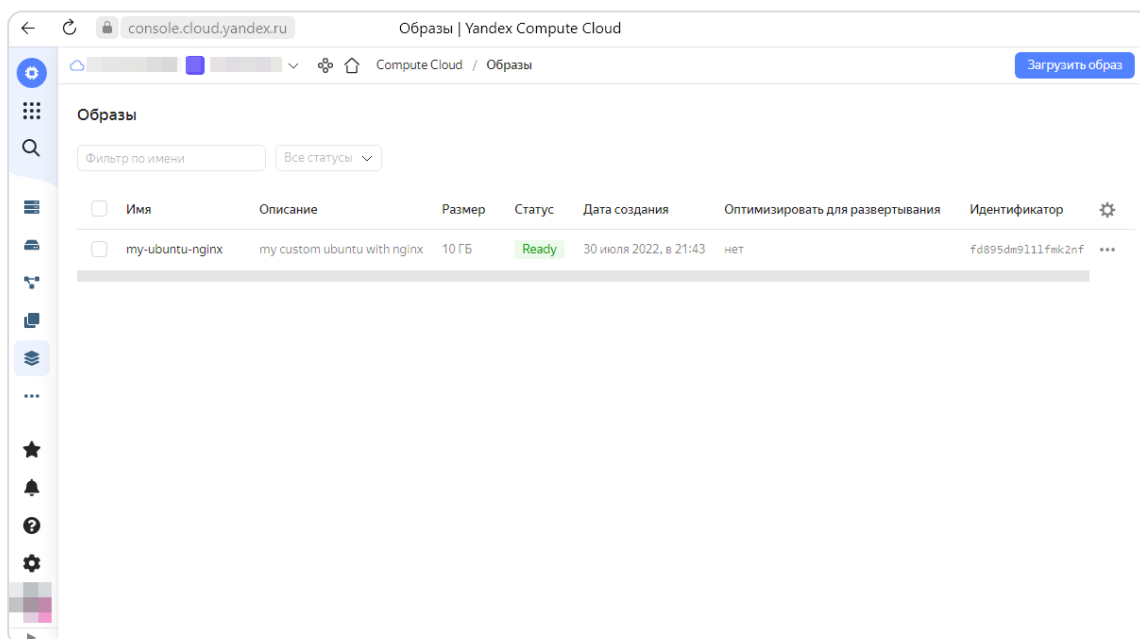 console.cloud.yandex.ru Образы | Yandex Compute Cloud
Compute Cloud / Образы Загрузить образ
Образы
Фильтр по имени Все статусы
Имя Описание Размер Статус Дата создания Оптимизировать для развертывания Идентификатор
my-ubuntu-nginx my custom ubuntu with nginx 10 ГБ Ready 30 июля 2022, в 21:43 нет fd895dm9l1lfmk2nf